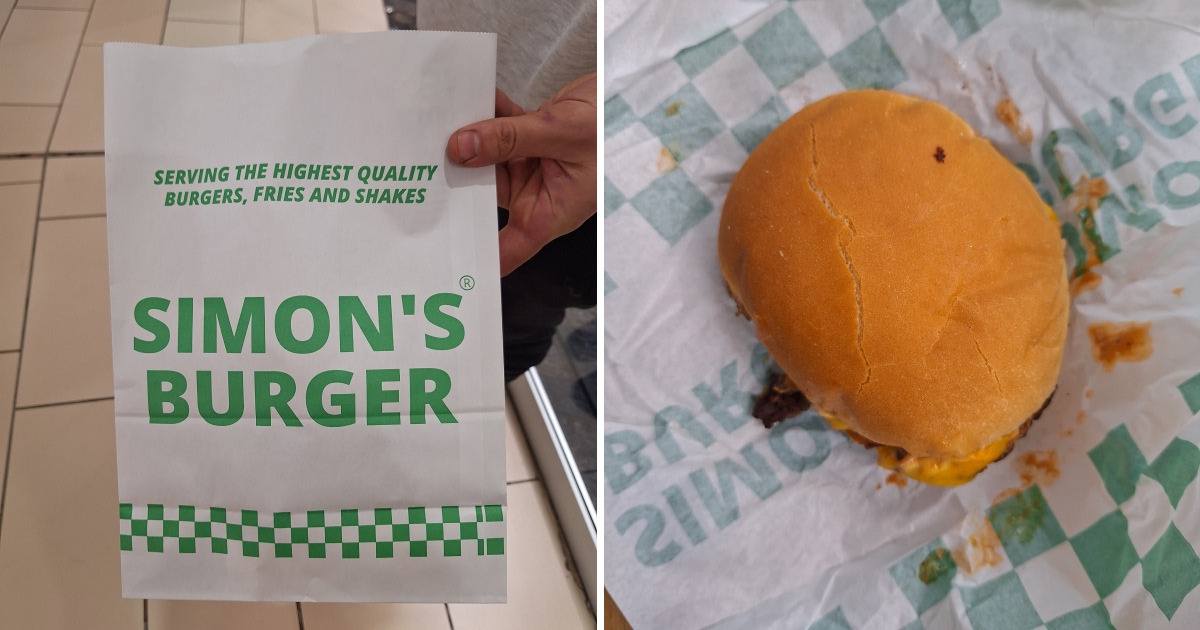 SERVING THE HIGHEST QUALITY
BURGERS, FRIES AND SHAKES
SIMON'S®
BURGER